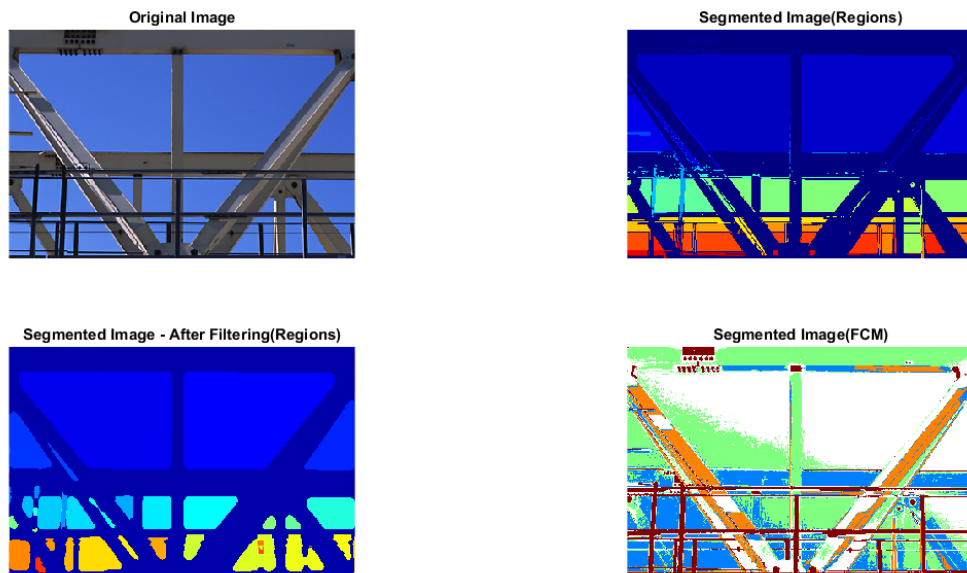 Original Image
Segmented Image(Regions)
Segmented Image - After Filtering(Regions)
Segmented Image(FCM)